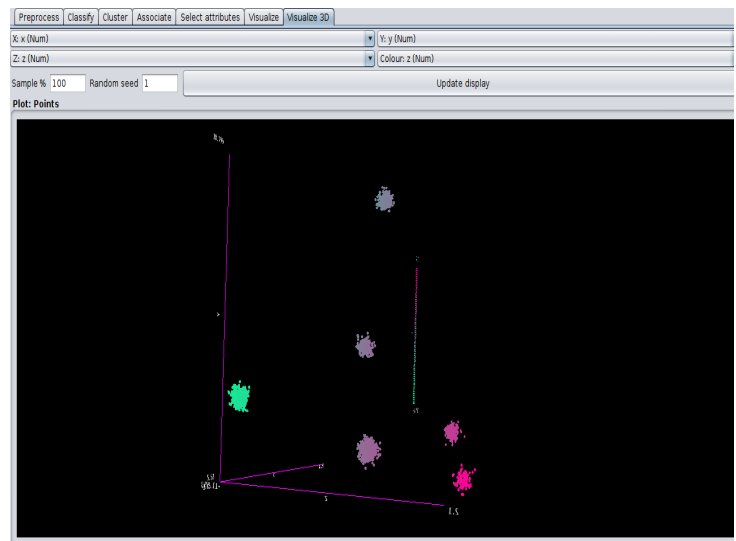 Preprocess Classify Cluster Associate Select attributes Visualize Visualize 3D
X: x (Num) Y: y (Num)
Z: z (Num) Colour: z (Num)
Sample % 100 Random seed 1 Update display
Plot: Points